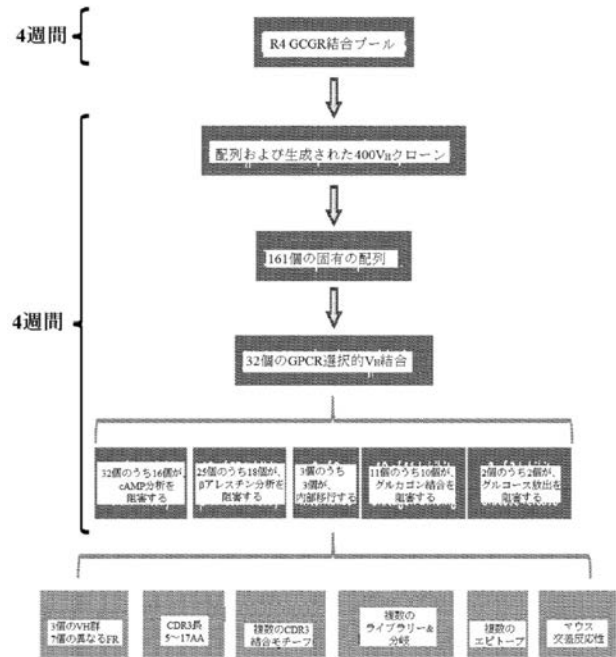 4週間
R4 GCGR結合プール
配列および生成された400VHクローン
161個の固有の配列
4週間
32個のGPCR選択的VH結合
32個のうち16個が、
cAMP分析を
阻害する
25個のうち18個が、
βアレスチン分析を
阻害する
3個のうち
3個が、
内部移行する
11個のうち10個が、
グルカゴン結合を
阻害する
2個のうち2個が、
グルコース放出を
阻害する
3個のVH群
7個の異なるFR
CDR3長
5~17AA
複数のCDR3
結合モチーフ
複数の
ライブラリー&
分岐
複数の
エピトープ
マウス
交差反応性